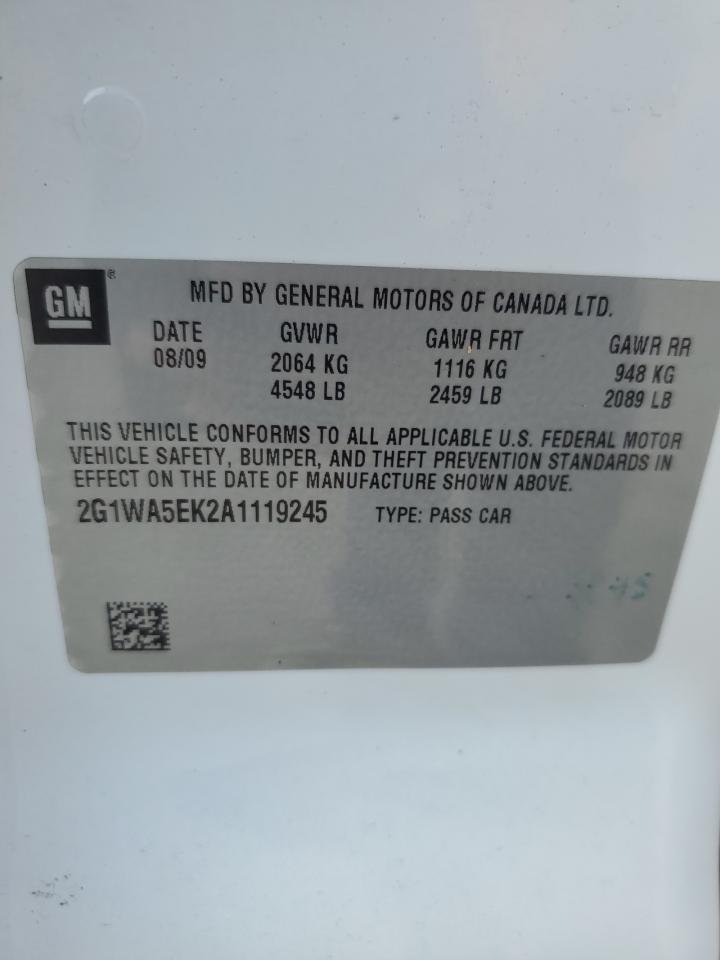 GM ®
MFD BY GENERAL MOTORS OF CANADA LTD.
DATE GVWR GAWR FRT GAWR RR
08/09 2064 KG 1116 KG 948 KG
4548 LB 2459 LB 2089 LB
THIS VEHICLE CONFORMS TO ALL APPLICABLE U.S. FEDERAL MOTOR
VEHICLE SAFETY, BUMPER, AND THEFT PREVENTION STANDARDS IN
EFFECT ON THE DATE OF MANUFACTURE SHOWN ABOVE.
2G1WA5EK2A1119245 TYPE: PASS CAR